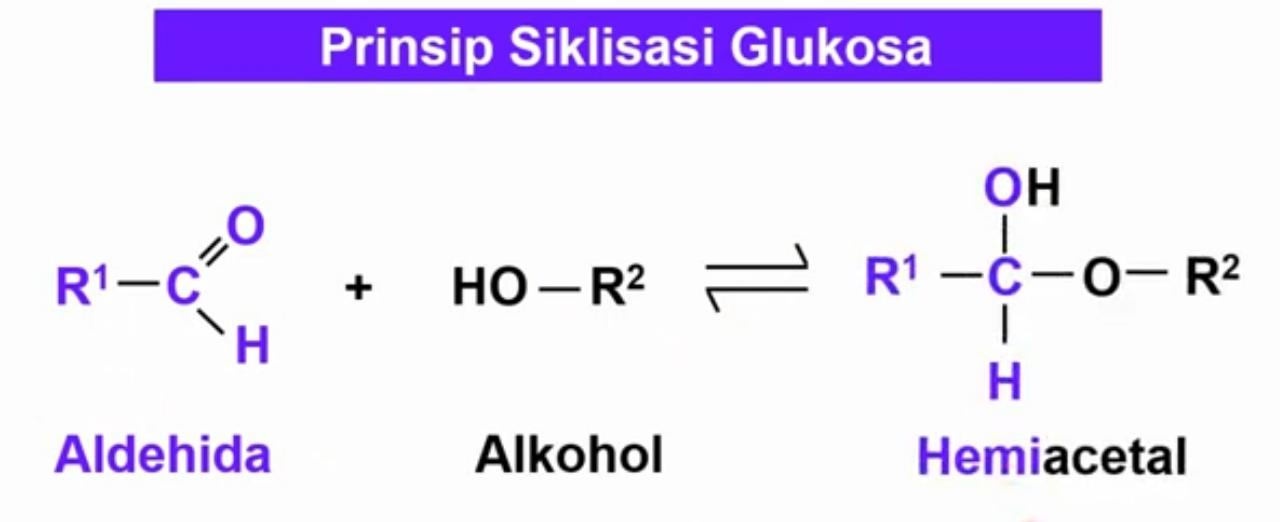 Prinsip Siklisasi Glukosa
OH
O
R¹ C + HO R² R¹ C O R²
H
H
Aldehida Alkohol Hemiacetal